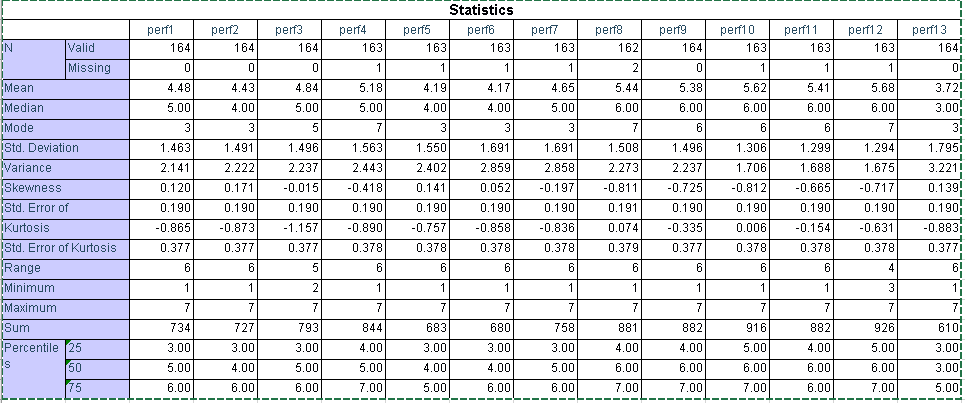 Statistics
perf1 perf2 perf3 perf4 perf5 perf6 perf7 perf8 perf9 perf10 perf11 perf12 perf13
N Valid 164 164 164 163 163 163 163 162 164 163 163 163 164
Missing 0 0 0 1 1 1 1 2 0 1 1 1 0
Mean 4.48 4.43 4.84 5.18 4.19 4.17 4.65 5.44 5.38 5.62 5.41 5.68 3.72
Median 5.00 4.00 5.00 5.00 4.00 4.00 5.00 6.00 6.00 6.00 6.00 6.00 3.00
Mode 3 3 5 7 3 3 3 7 6 6 6 7 3
Std. Deviation 1.463 1.491 1.496 1.563 1.550 1.691 1.691 1.508 1.496 1.306 1.299 1.294 1.795
Variance 2.141 2.222 2.237 2.443 2.402 2.859 2.858 2.273 2.237 1.706 1.688 1.675 3.221
Skewness 0.120 0.171 -0.015 -0.418 0.141 0.052 -0.197 -0.811 -0.725 -0.812 -0.665 -0.717 0.139
Std. Error of 0.190 0.190 0.190 0.190 0.190 0.190 0.190 0.191 0.190 0.190 0.190 0.190 0.190
Kurtosis -0.865 -0.873 -1.157 -0.890 -0.757 -0.858 -0.836 0.074 -0.335 0.006 -0.154 -0.631 -0.883
Std. Error of Kurtosis 0.377 0.377 0.377 0.378 0.378 0.378 0.378 0.379 0.377 0.378 0.378 0.378 0.377
Range 6 6 5 6 6 6 6 6 6 6 6 4 6
Minimum 1 1 2 1 1 1 1 1 1 1 1 3 1
Maximum 7 7 7 7 7 7 7 7 7 7 7 7 7
Sum 734 727 793 844 683 680 758 881 882 916 882 926 610
Percentile 25 3.00 3.00 3.00 4.00 3.00 3.00 3.00 4.00 4.00 5.00 4.00 5.00 3.00
s 50 5.00 4.00 5.00 5.00 4.00 4.00 5.00 6.00 6.00 6.00 6.00 6.00 3.00
75 6.00 6.00 6.00 7.00 5.00 6.00 6.00 7.00 7.00 7.00 6.00 7.00 5.00